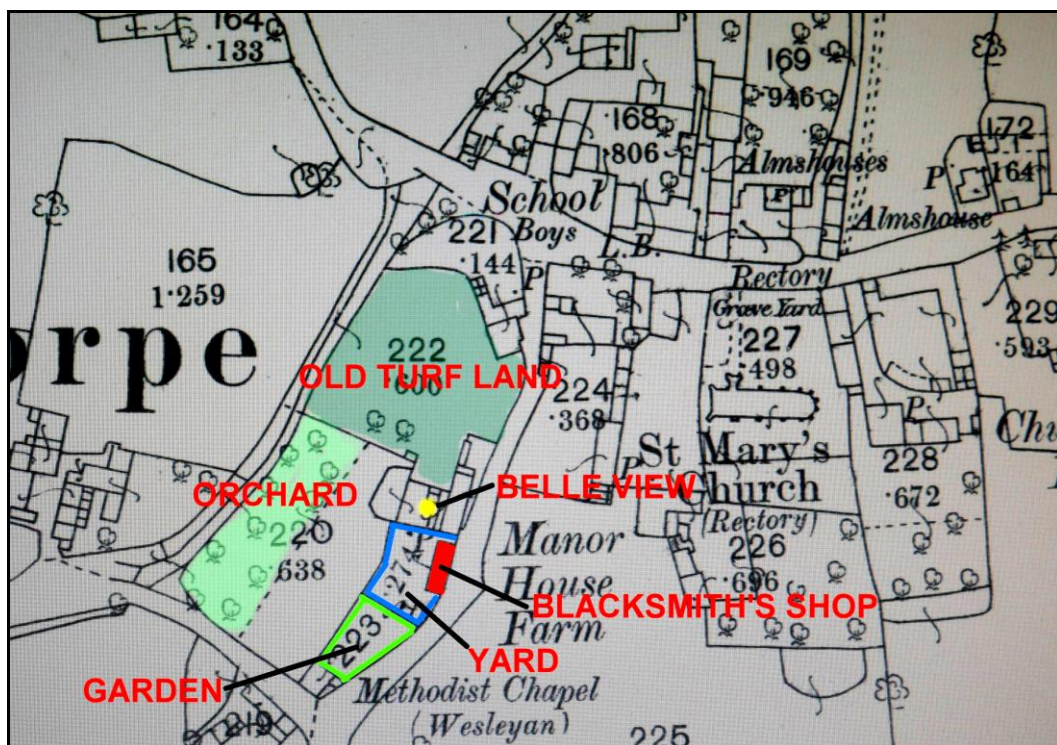 164
·133
169
·946
168
·806
Almshouses
P
172
·164
P
Almshouse
School
Boys
221
·144
P
L.B.
Rectory
Grave Yard
227
·498
229
·593
165
1·259
orpe
222
·600
OLD TURF LAND
224
·368
P
P
St Mary's
Church
(Rectory)
228
·672
Chu
ORCHARD
BELLE VIEW
220
·638
226
·696
Manor
House
Farm
·274
BLACKSMITH'S SHOP
223
YARD
GARDEN
Methodist Chapel
(Wesleyan)
219
225